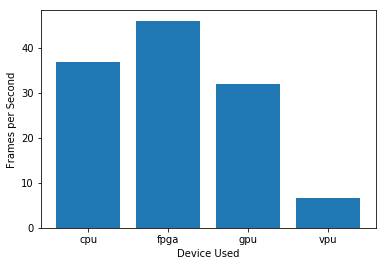 Frames per Second
40
30
20
10
0
cpu fpga gpu vpu
Device Used